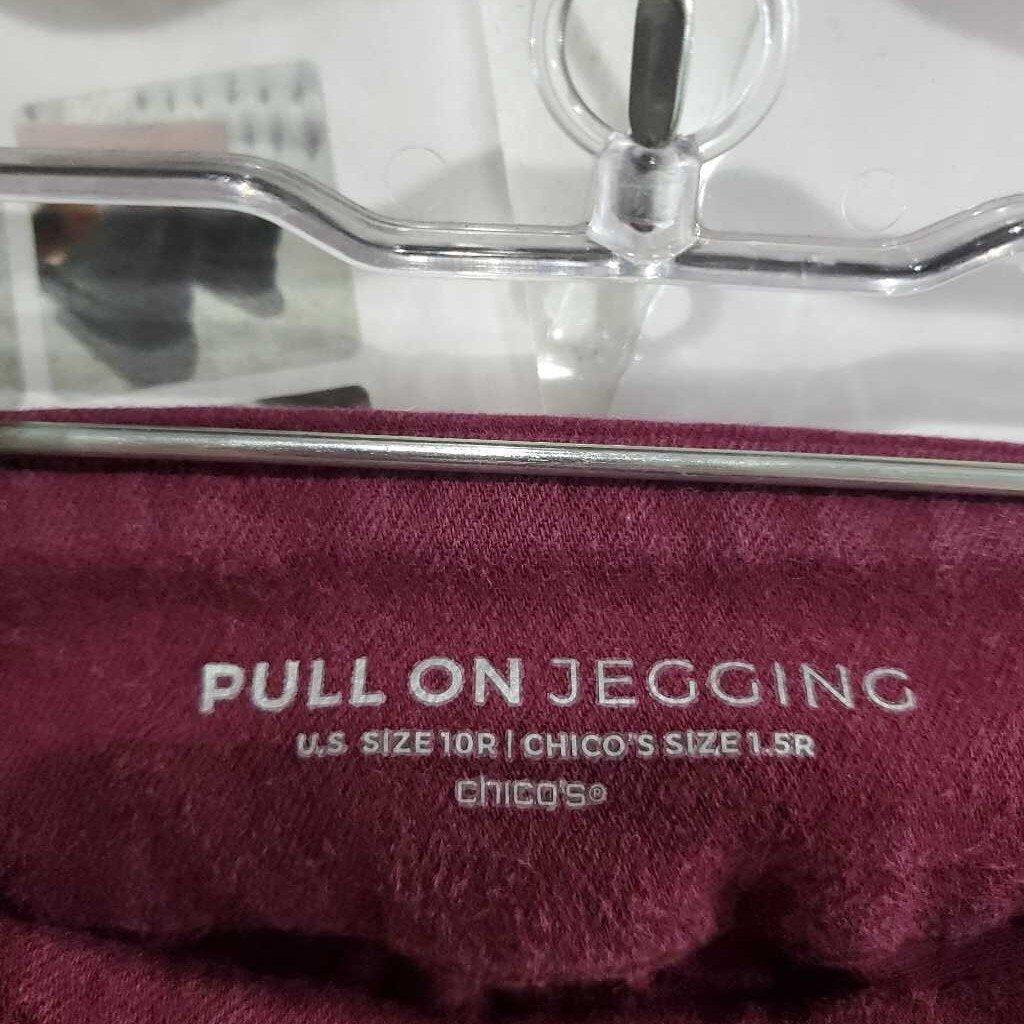 PULL ON JEGGING
U.S SIZE 10R | CHICO'S SIZE 1.5R
chico's®